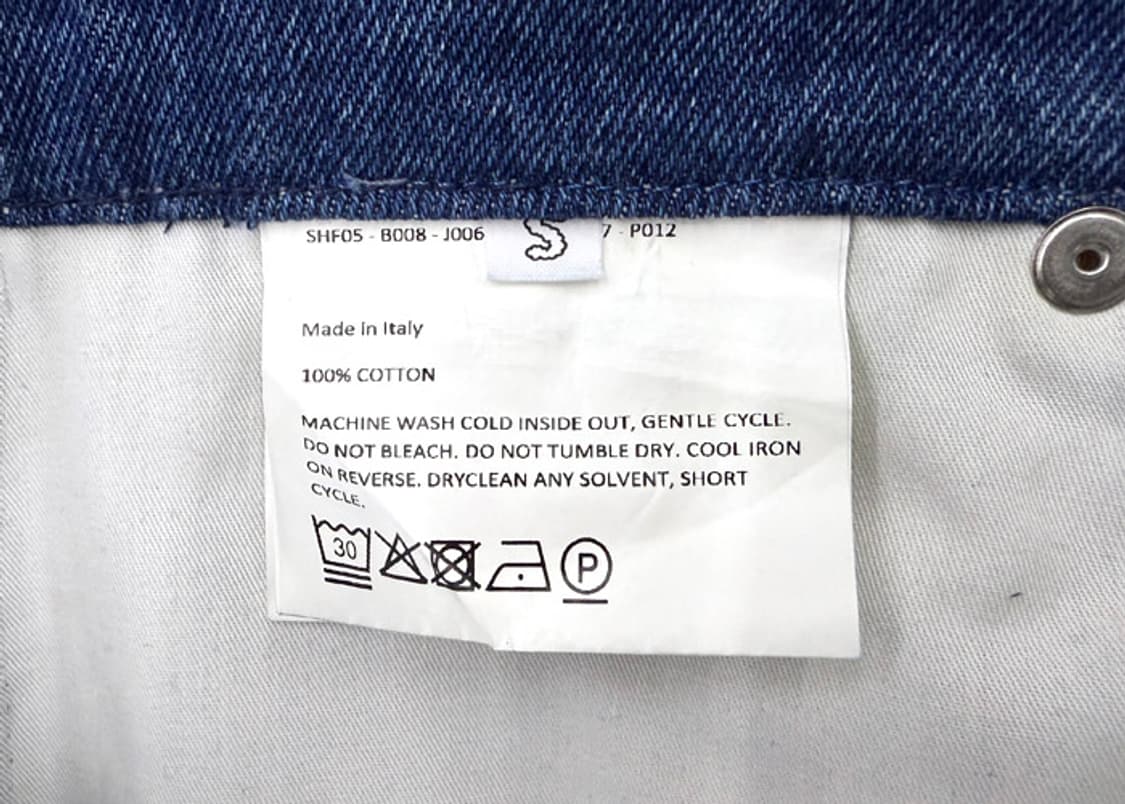 SHF05 - B008 - J006 S 7 - P012
Made in Italy
100% COTTON
MACHINE WASH COLD INSIDE OUT, GENTLE CYCLE.
DO NOT BLEACH. DO NOT TUMBLE DRY. COOL IRON
ON REVERSE. DRYCLEAN ANY SOLVENT, SHORT
CYCLE.
30 P